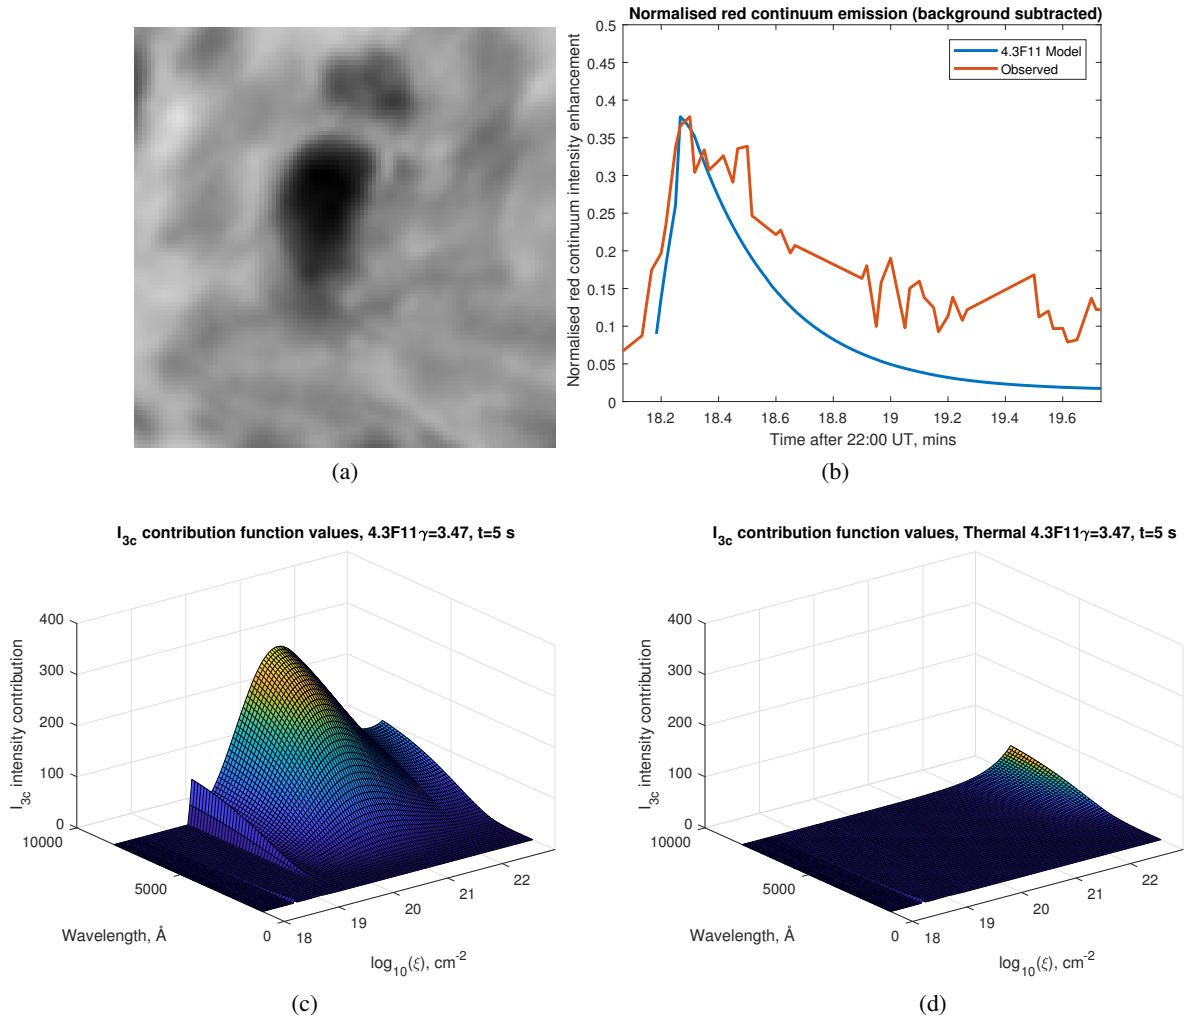 Normalised red continuum emission (background subtracted)
Normalised red continuum intensity enhancement
0.5
0.45
0.4
0.35
0.3
0.25
0.2
0.15
0.1
0.05
0
4.3F11 Model
Observed
18.2 18.4 18.6 18.8 19 19.2 19.4 19.6
Time after 22:00 UT, mins
(a)
(b)
I3c contribution function values, 4.3F11γ=3.47, t=5 s
I3c intensity contribution
400
300
200
100
0
10000
5000
0
Wavelength, Å
18
19
20
21
22
log10(ξ), cm-2
(c)
I3c contribution function values, Thermal 4.3F11γ=3.47, t=5 s
I3c intensity contribution
400
300
200
100
0
10000
5000
0
Wavelength, Å
18
19
20
21
22
log10(ξ), cm-2
(d)